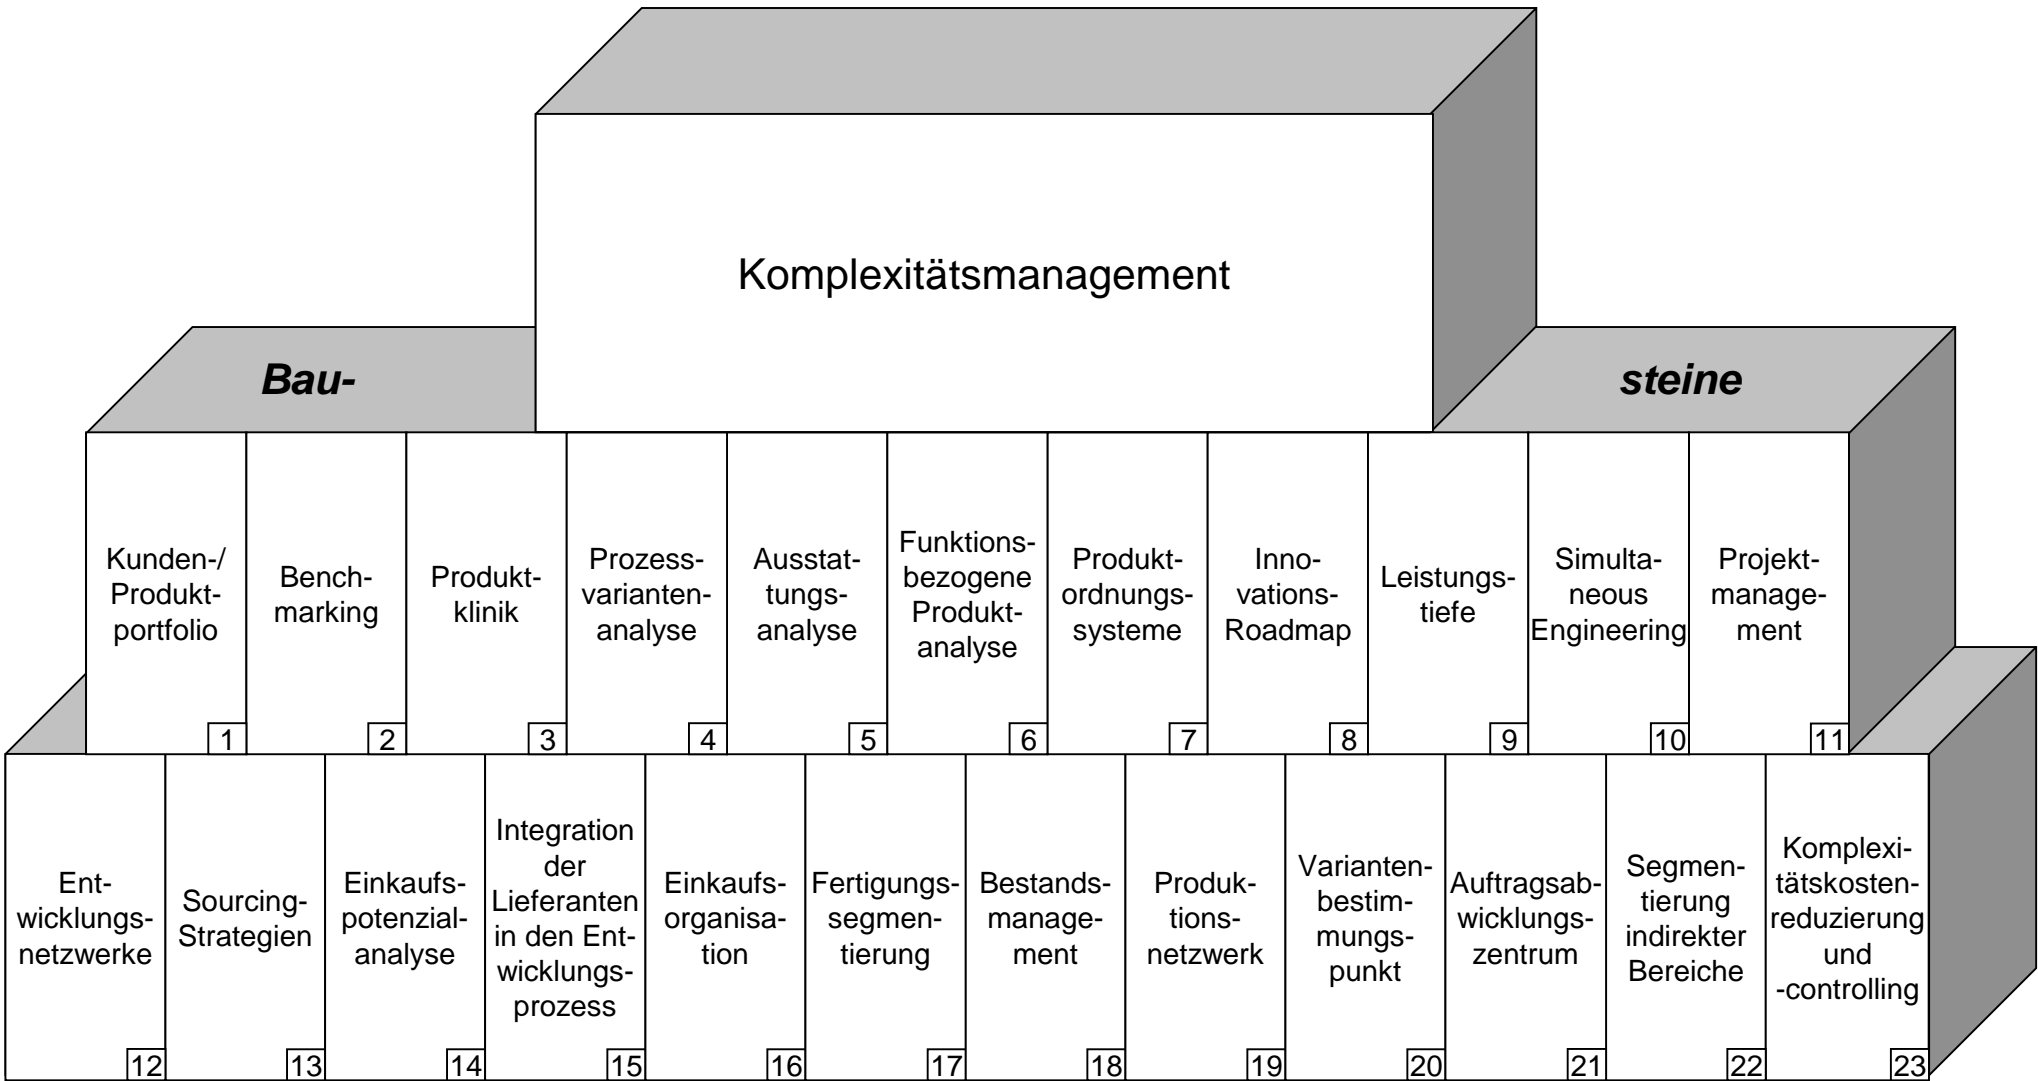 Komplexitätsmanagement
Bau-
steine
Kunden-/
Produkt-
portfolio
1
Bench-
marking
2
Produkt-
klinik
3
Prozess-
varianten-
analyse
4
Ausstat-
tungs-
analyse
5
Funktions-
bezogene
Produkt-
analyse
6
Produkt-
ordnungs-
systeme
7
Inno-
vations-
Roadmap
8
Leistungs-
tiefe
9
Simulta-
neous
Engineering
10
Projekt-
manage-
ment
11
Ent-
wicklungs-
netzwerke
12
Sourcing-
Strategien
13
Einkaufs-
potenzial-
analyse
14
Integration
der
Lieferanten
in den Ent-
wicklungs-
prozess
15
Einkaufs-
organisa-
tion
16
Fertigungs-
segmen-
tierung
17
Bestands-
manage-
ment
18
Produk-
tions-
netzwerk
19
Varianten-
bestim-
mungs-
punkt
20
Auftragsab-
wicklungs-
zentrum
21
Segmen-
tierung
indirekter
Bereiche
22
Komplexi-
tätskosten-
reduzierung
und
-controlling
23